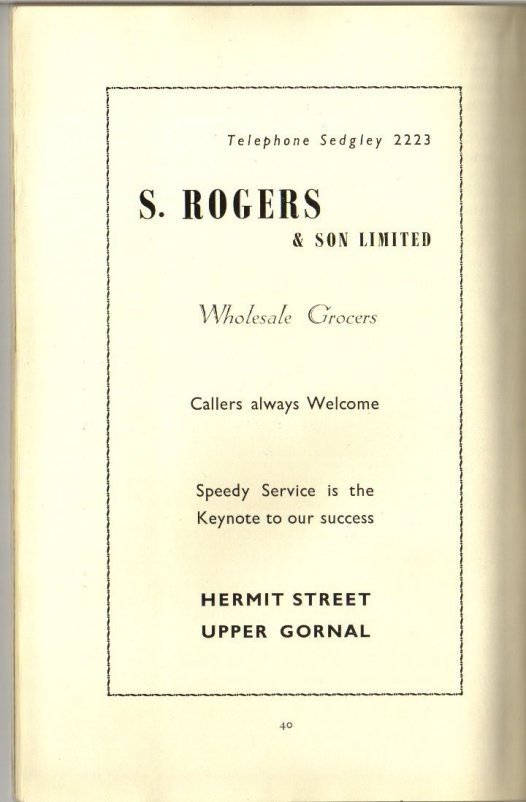 Telephone Sedgley 2223
S. ROGERS
& SON LIMITED
Wholesale Grocers
Callers always Welcome
Speedy Service is the
Keynote to our success
HERMIT STREET
UPPER GORNAL
40